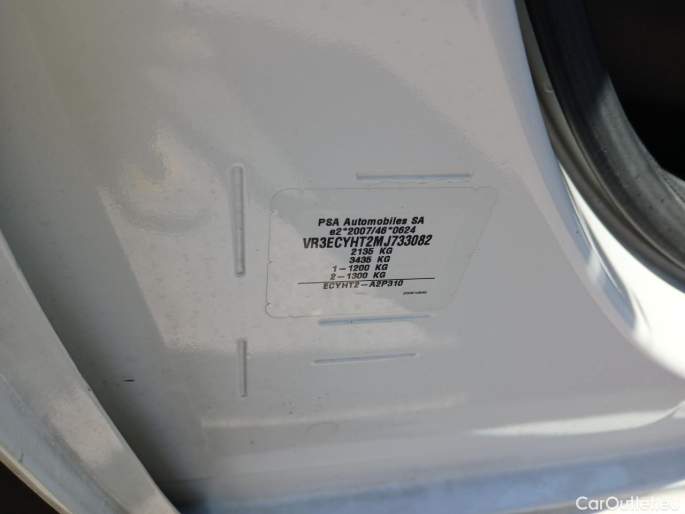 PSA Automobiles SA
e2*2007/46*0624
VR3ECYHT2MJ733082
2135 KG
3435 KG
1-1200 KG
2-1300 KG
ECYHT2-A2P310
CarOutlet.eu